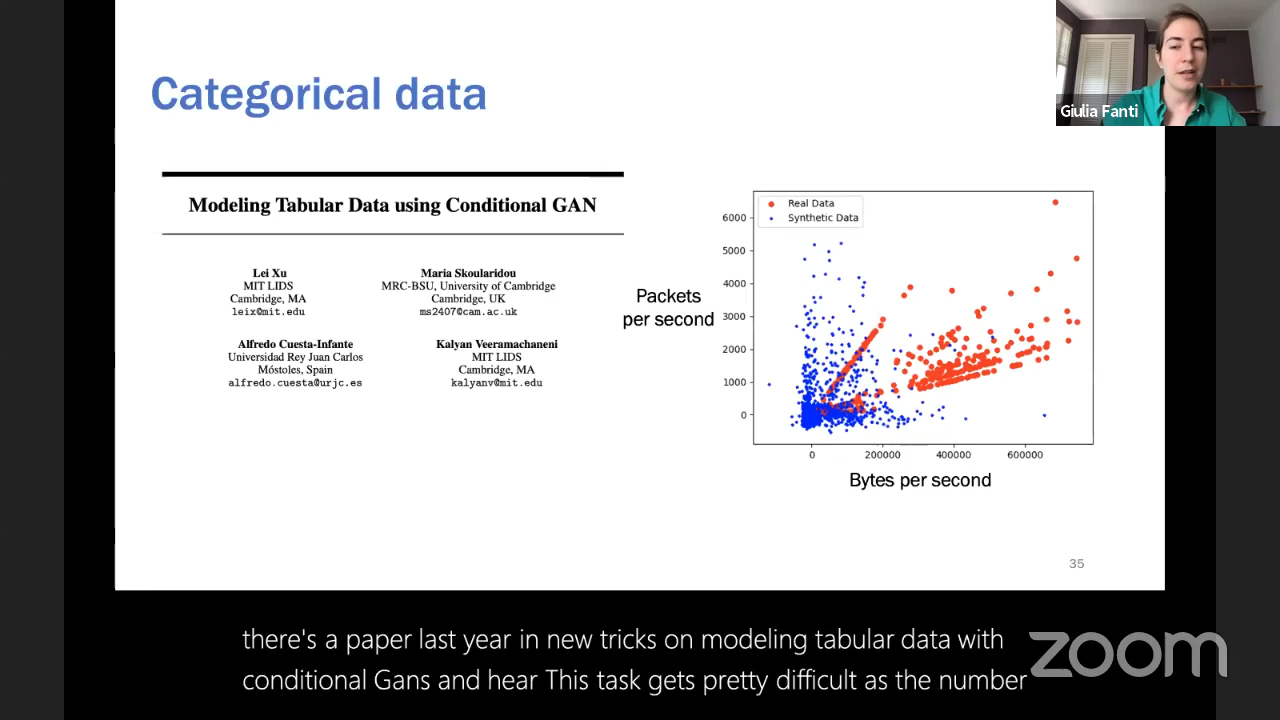 Categorical data
Giulia Fanti
Modeling Tabular Data using Conditional GAN
Lei Xu
MIT LIDS
Cambridge, MA
leix@mit.edu
Maria Skoularidou
MRC-BSU, University of Cambridge
Cambridge, UK
ms2407@cam.ac.uk
Alfredo Cuesta-Infante
Universidad Rey Juan Carlos
Móstoles, Spain
alfredo.cuesta@urjc.es
Kalyan Veeramachaneni
MIT LIDS
Cambridge, MA
kalyanv@mit.edu
Packets
per second
Real Data
Synthetic Data
6000
5000
4000
3000
2000
1000
0
0 200000 400000 600000
Bytes per second
35
there's a paper last year in new tricks on modeling tabular data with
conditional Gans and hear This task gets pretty difficult as the number
zoom